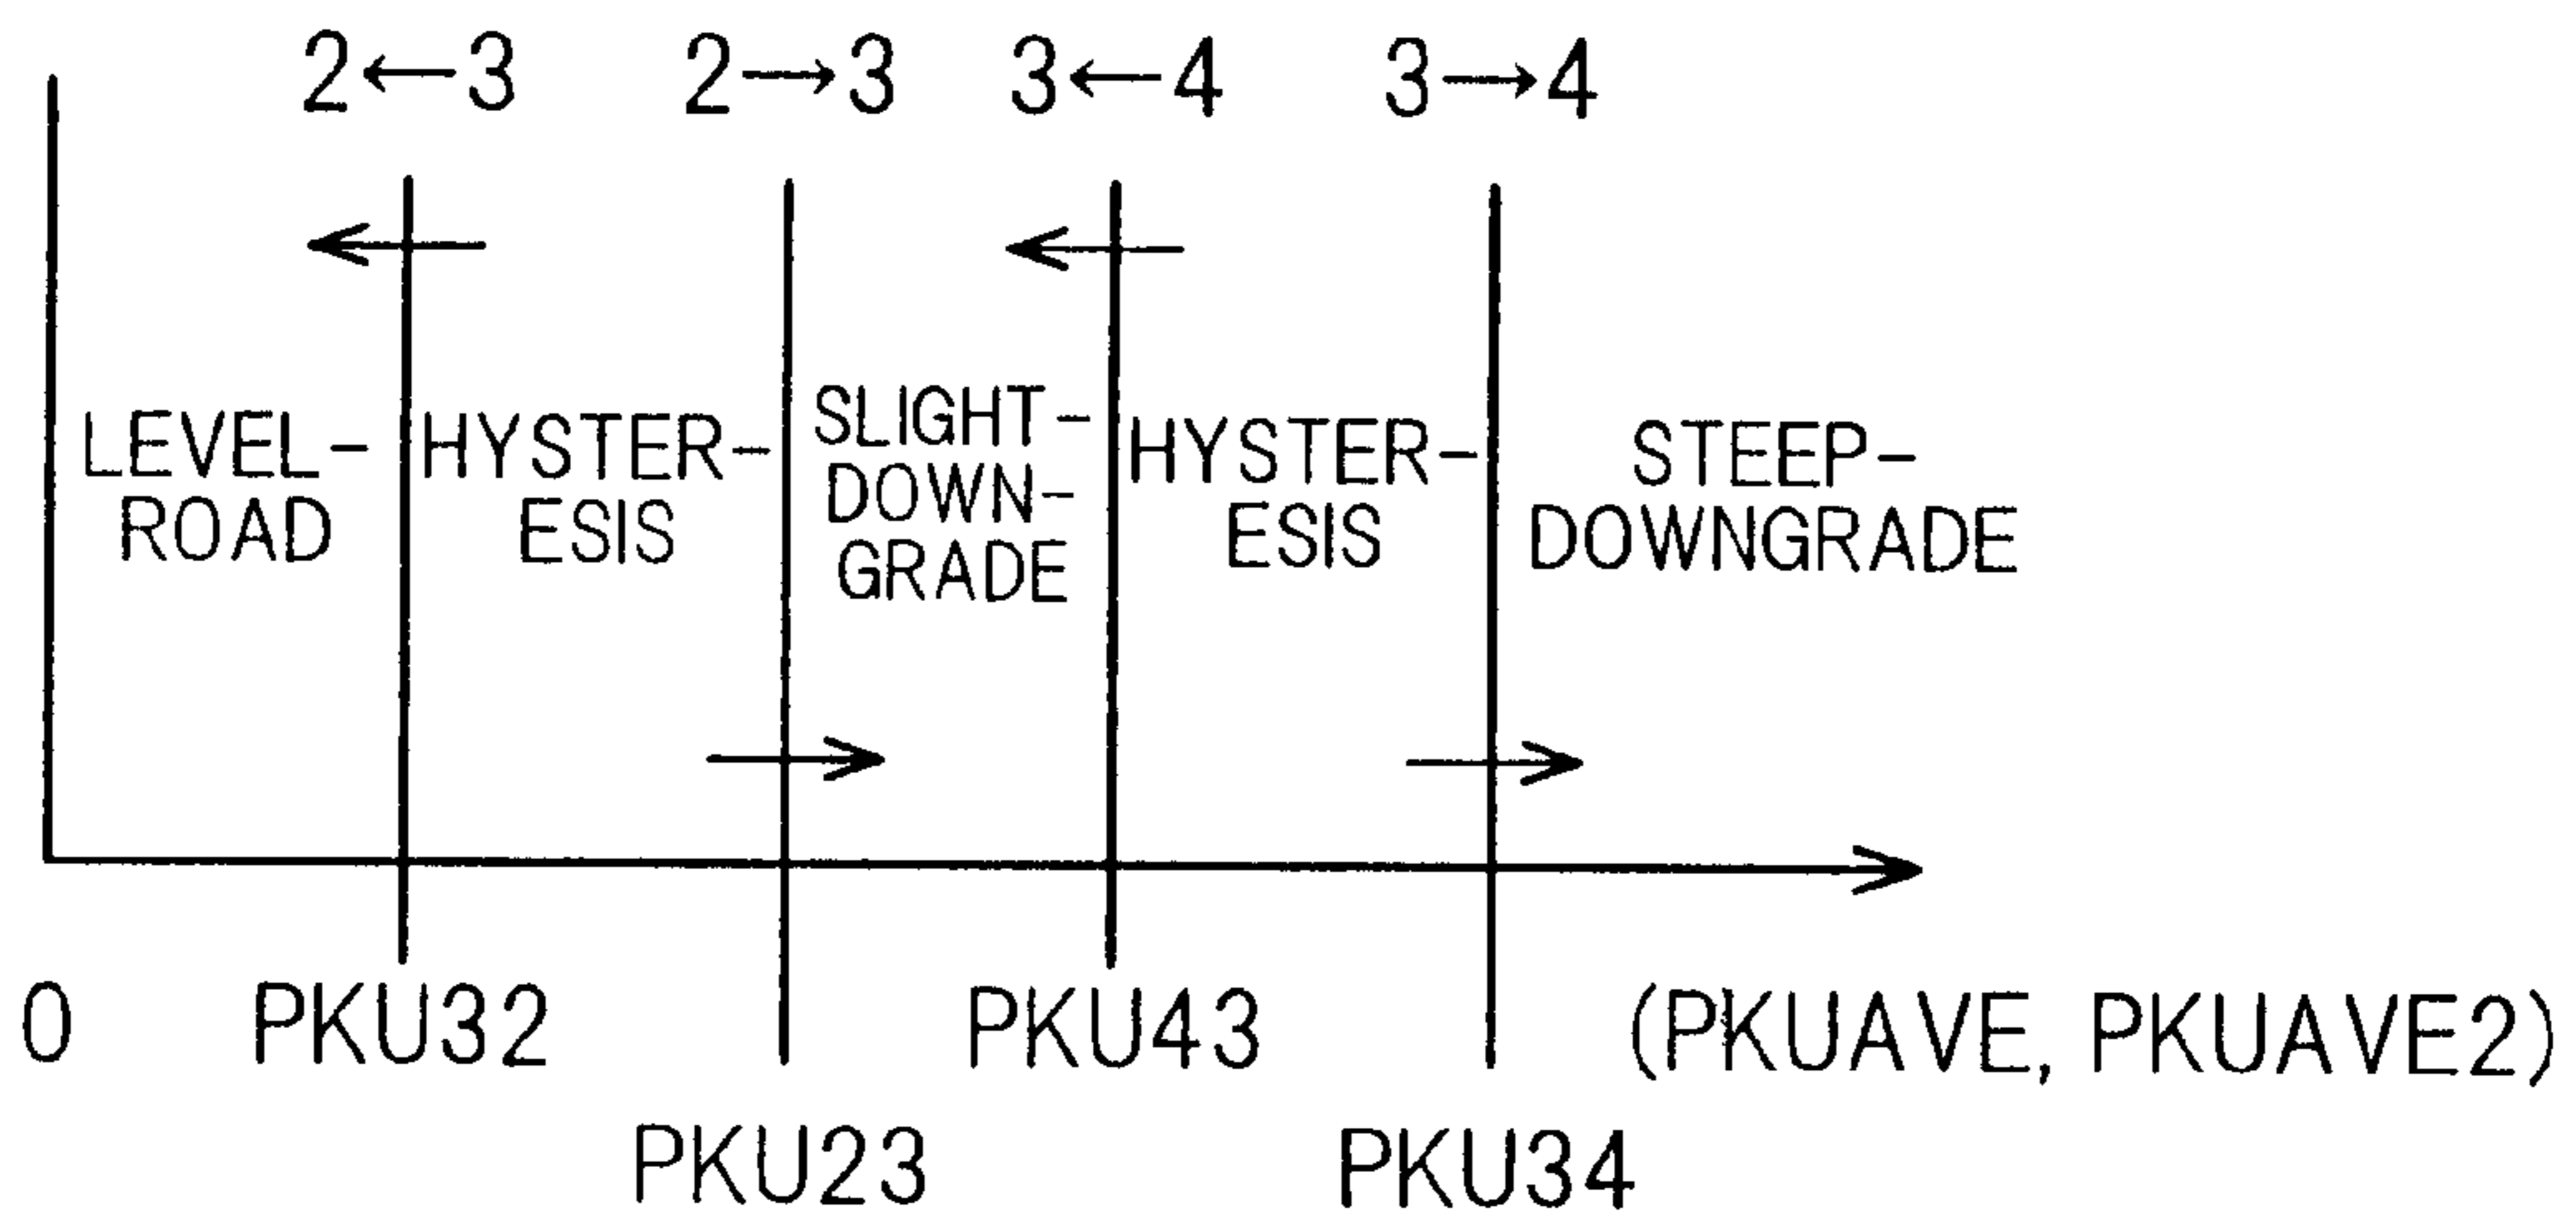 2←3 2→3 3←4 3→4
LEVEL-
ROAD
HYSTER-
ESIS
SLIGHT-
DOWN-
GRADE
HYSTER-
ESIS
STEEP-
DOWNGRADE
0 PKU32 PKU43 (PKUAVE, PKUAVE2)
PKU23 PKU34